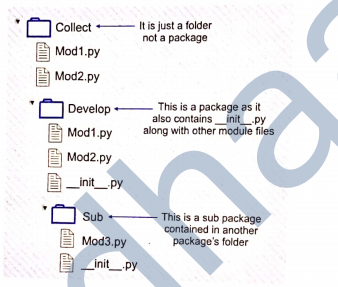 Collect
It is just a folder
not a package
Mod1.py
Mod2.py
Develop
This is a package as it
also contains __init__.py
along with other module files
Mod1.py
Mod2.py
__init__.py
Sub
This is a sub package
contained in another
package's folder
Mod3.py
__init__.py